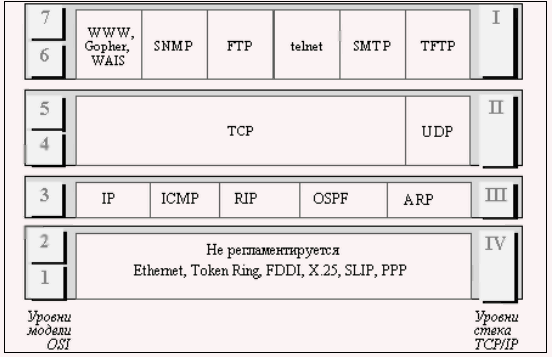 7
6
WWW,
Gopher,
WAIS
SNMP
FTP
telnet
SMTP
TFTP
I
5
4
TCP
UDP
II
3
IP
ICMP
RIP
OSPF
ARP
III
2
1
Не регламентируется
Ethernet, Token Ring, FDDI, X.25, SLIP, PPP
IV
Уровни
модели
OSI
Уровни
стека
TCP/IP